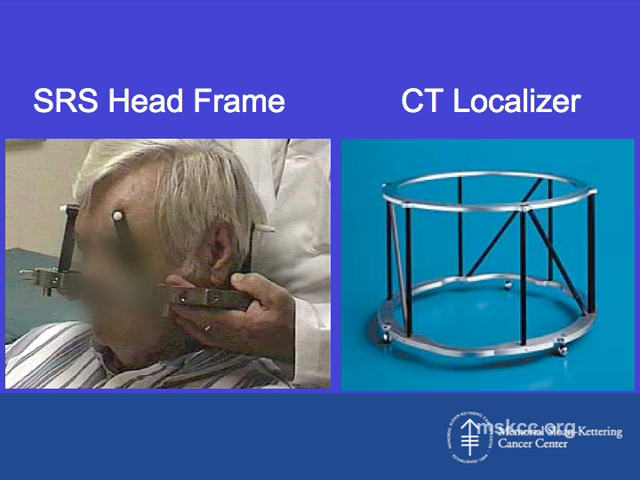 SRS Head Frame
CT Localizer
mskcc.org
Memorial Sloan-Kettering
Cancer Center